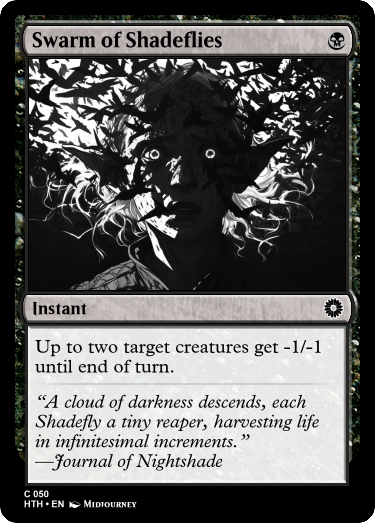 Swarm of Shadeflies
Instant
Up to two target creatures get -1/-1
until end of turn.
“A cloud of darkness descends, each
Shadefly a tiny reaper, harvesting life
in infinitesimal increments.”
—Journal of Nightshade
C 050
HTH • EN Midjourney